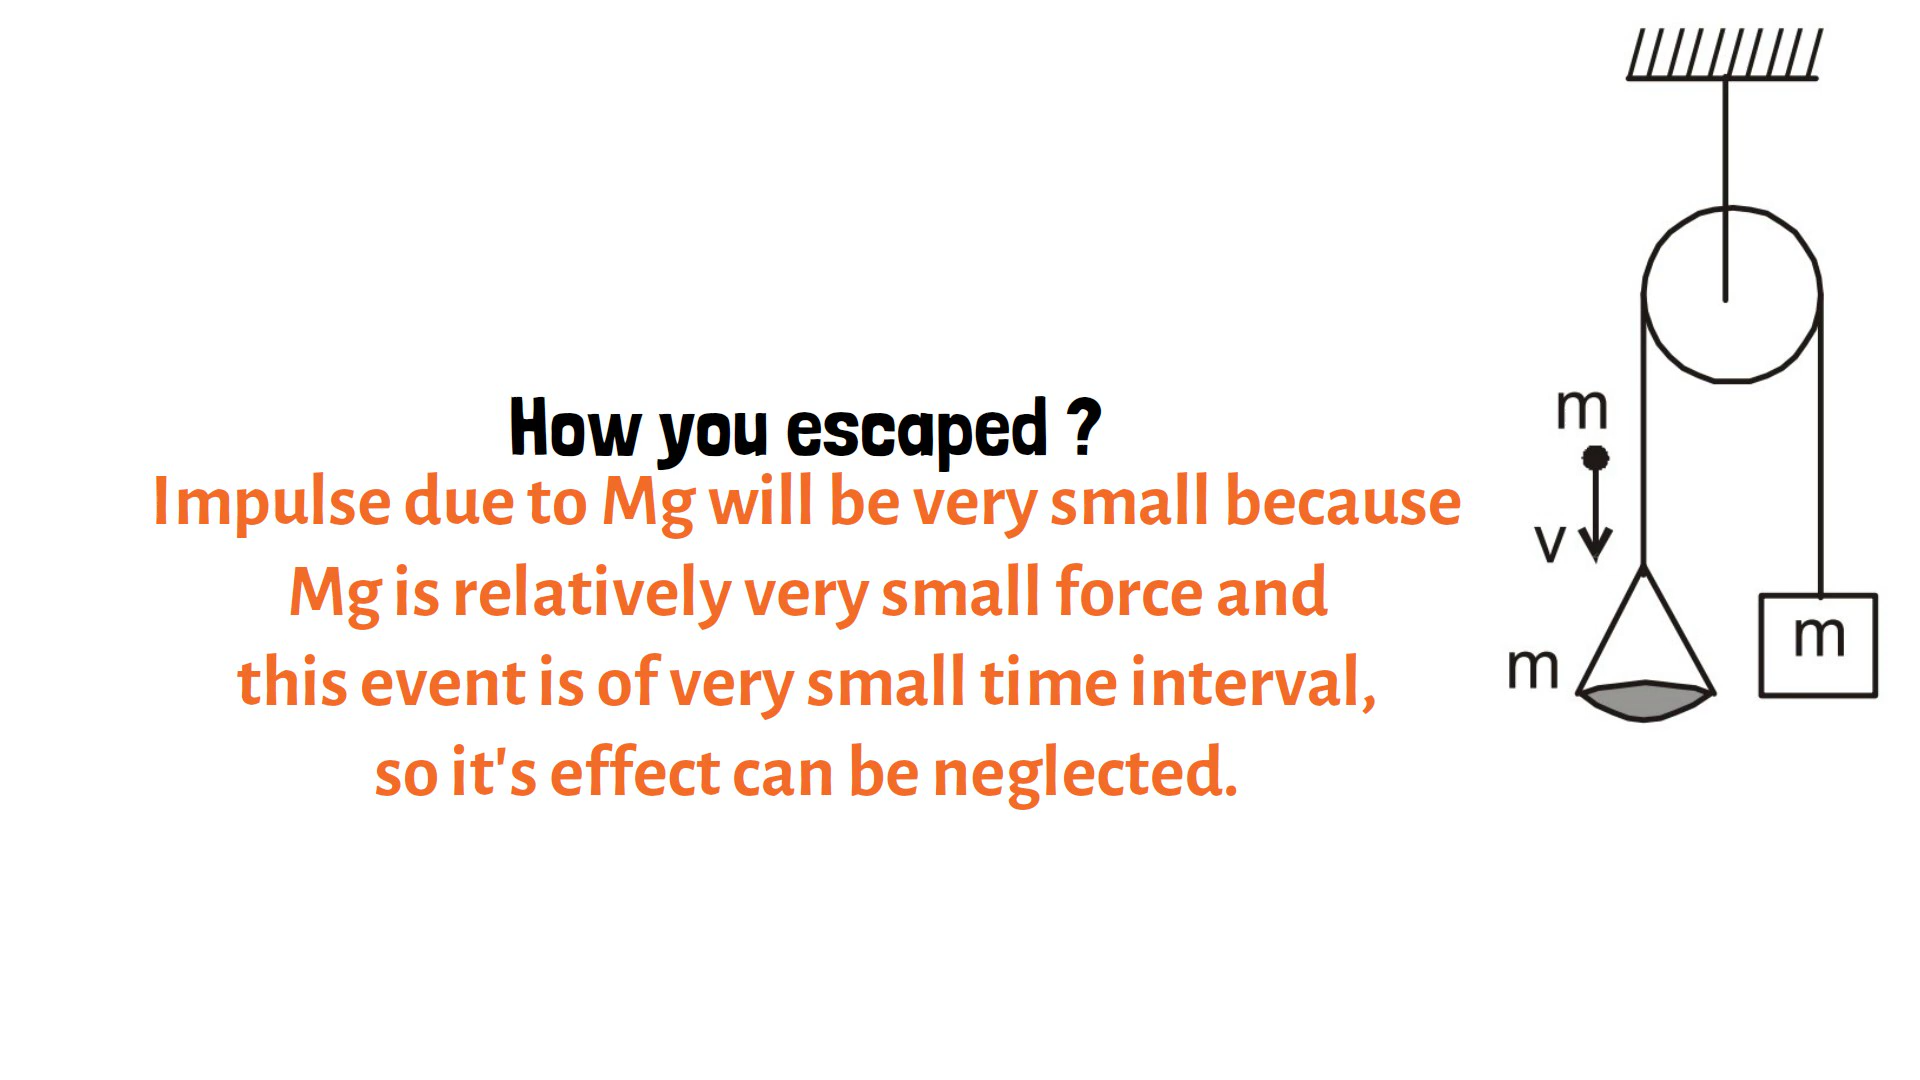 How you escaped ?
Impulse due to Mg will be very small because
Mg is relatively very small force and
this event is of very small time interval,
so it's effect can be neglected.
m
v
m
m